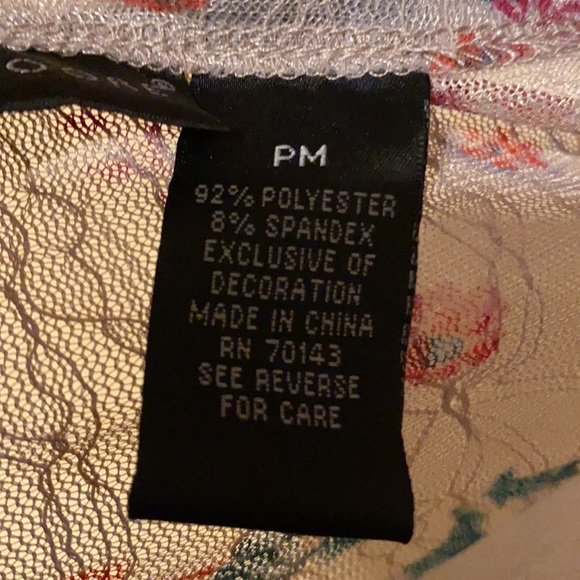 PM
92% POLYESTER
8% SPANDEX
EXCLUSIVE OF
DECORATION
MADE IN CHINA
RN 70143
SEE REVERSE
FOR CARE